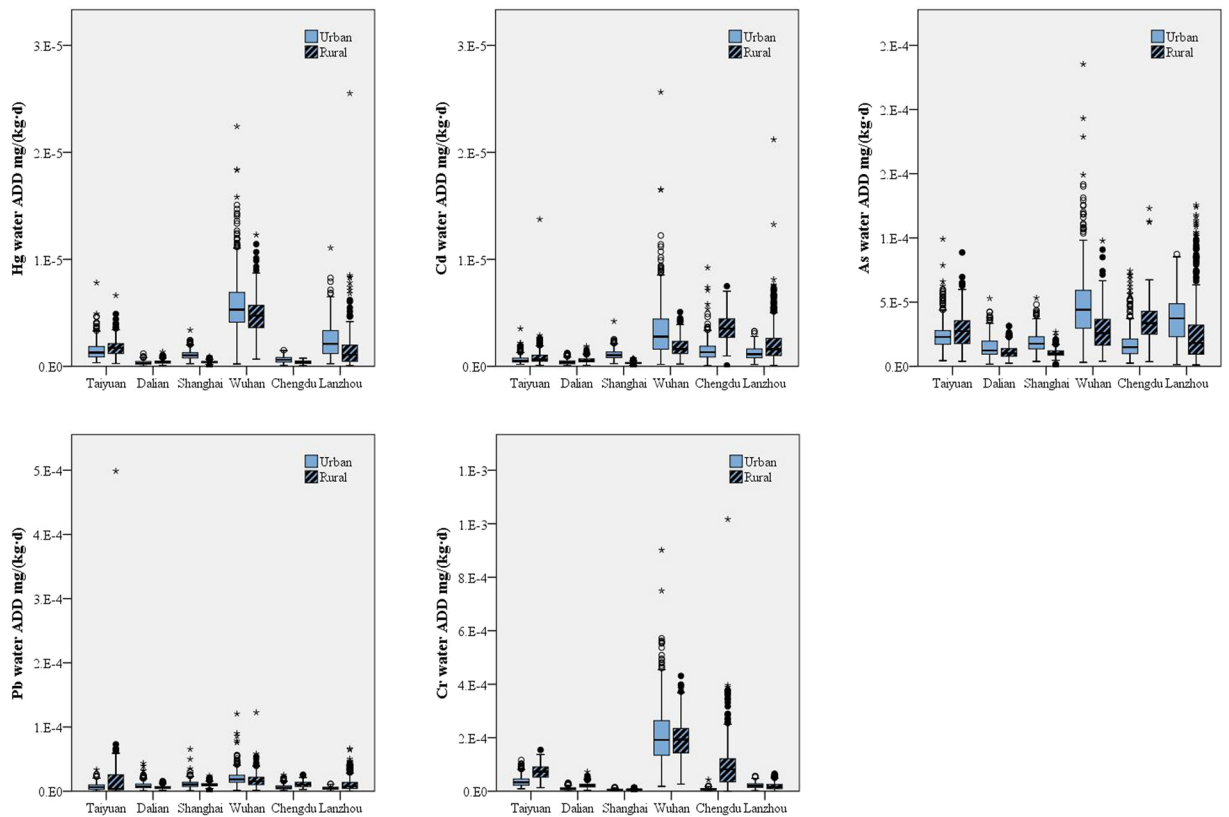 Hg water ADD mg/(kg·d)
3.E-5
2.E-5
1.E-5
0.E0
Urban
Rural
Taiyuan Dalian Shanghai Wuhan Chengdu Lanzhou
Cd water ADD mg/(kg·d)
3.E-5
2.E-5
1.E-5
0.E0
Urban
Rural
Taiyuan Dalian Shanghai Wuhan Chengdu Lanzhou
As water ADD mg/(kg·d)
2.E-4
2.E-4
2.E-4
1.E-4
5.E-5
0.E0
Urban
Rural
Taiyuan Dalian Shanghai Wuhan Chengdu Lanzhou
Pb water ADD mg/(kg·d)
5.E-4
4.E-4
3.E-4
2.E-4
1.E-4
0.E0
Urban
Rural
Taiyuan Dalian Shanghai Wuhan Chengdu Lanzhou
Cr water ADD mg/(kg·d)
1.E-3
1.E-3
8.E-4
6.E-4
4.E-4
2.E-4
0.E0
Urban
Rural
Taiyuan Dalian Shanghai Wuhan Chengdu Lanzhou